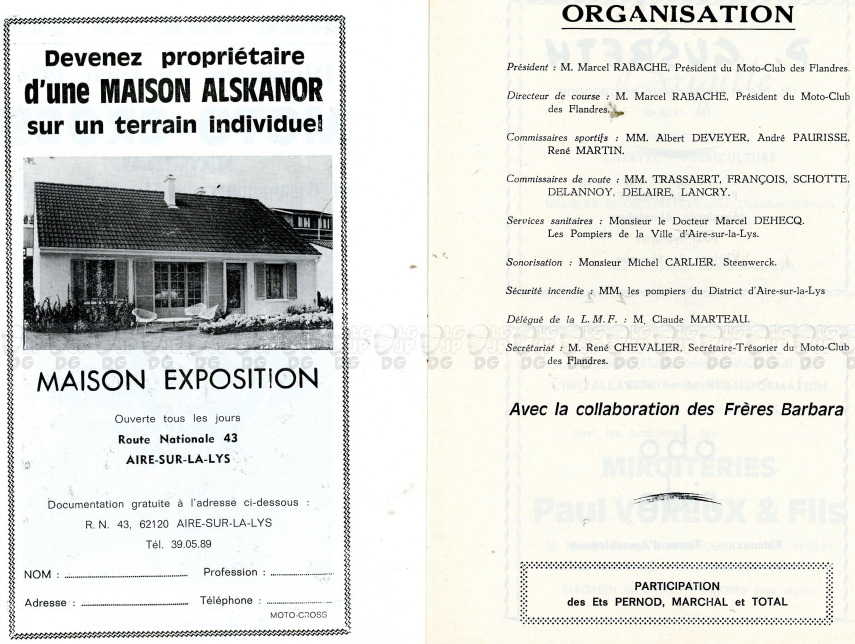 Devenez propriétaire
d'une MAISON ALSKANOR
sur un terrain individuel
MAISON EXPOSITION
Ouverte tous les jours
Route Nationale 43
AIRE-SUR-LA-LYS
Documentation gratuite à l'adresse ci-dessous :
R. N. 43, 62120 AIRE-SUR-LA-LYS
Tél. 39.05.89
NOM : Profession :
Adresse : Téléphone :
MOTO-CROSS
ORGANISATION
Président : M. Marcel RABACHE, Président du Moto-Club des Flandres.
Directeur de course : M. Marcel RABACHE, Président du Moto-Club
des Flandres.
Commissaires sportifs : MM. Albert DEVEYER, André PAURISSE,
René MARTIN.
Commissaires de route : MM. TRASSAERT, FRANÇOIS, SCHOTTE,
DELANNOY, DELAIRE, LANCRY.
Services sanitaires : Monsieur le Docteur Marcel DEHECQ.
Les Pompiers de la Ville d'Aire-sur-la-Lys.
Sonorisation : Monsieur Michel CARLIER, Steenwerck.
Sécurité incendie : MM. les pompiers du District d'Aire-sur-la-Lys
Délégué de la L.M.F. : M. Claude MARTEAU.
Secrétariat : M. René CHEVALIER, Secrétaire-Trésorier du Moto-Club
des Flandres.
Avec la collaboration des Frères Barbara
MIROITERIES
Paul VOREUX & Fils
PARTICIPATION
des Ets PERNOD, MARCHAL et TOTAL